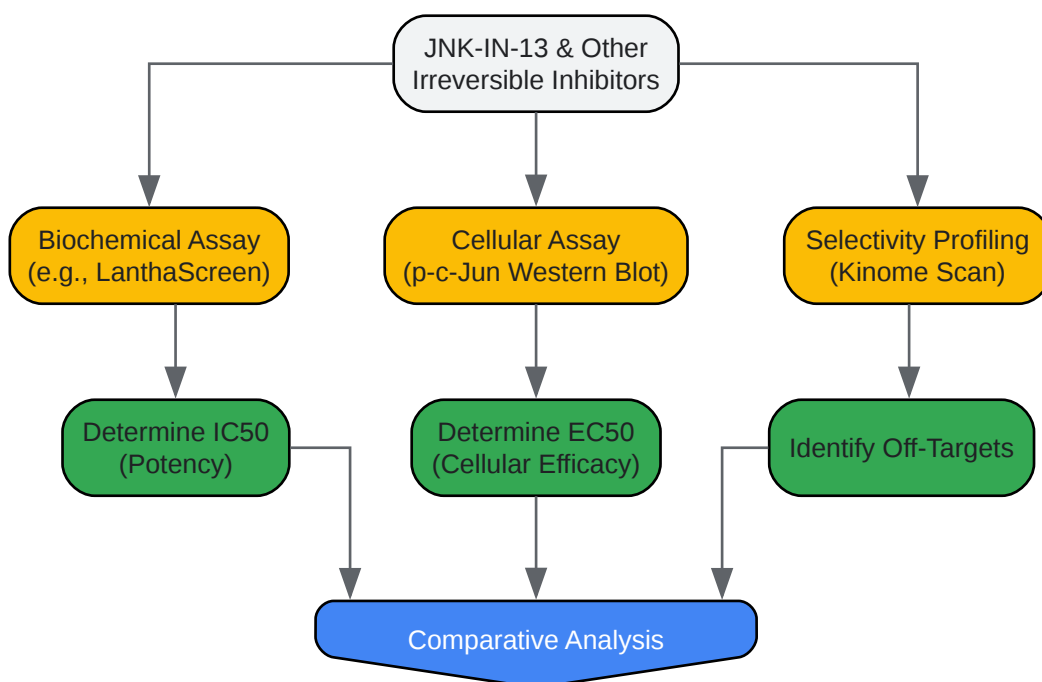 JNK-IN-13 & Other
Irreversible Inhibitors
Biochemical Assay
(e.g., LanthaScreen)
Cellular Assay
(p-c-Jun Western Blot)
Selectivity Profiling
(Kinome Scan)
Determine IC50
(Potency)
Determine EC50
(Cellular Efficacy)
Identify Off-Targets
Comparative Analysis